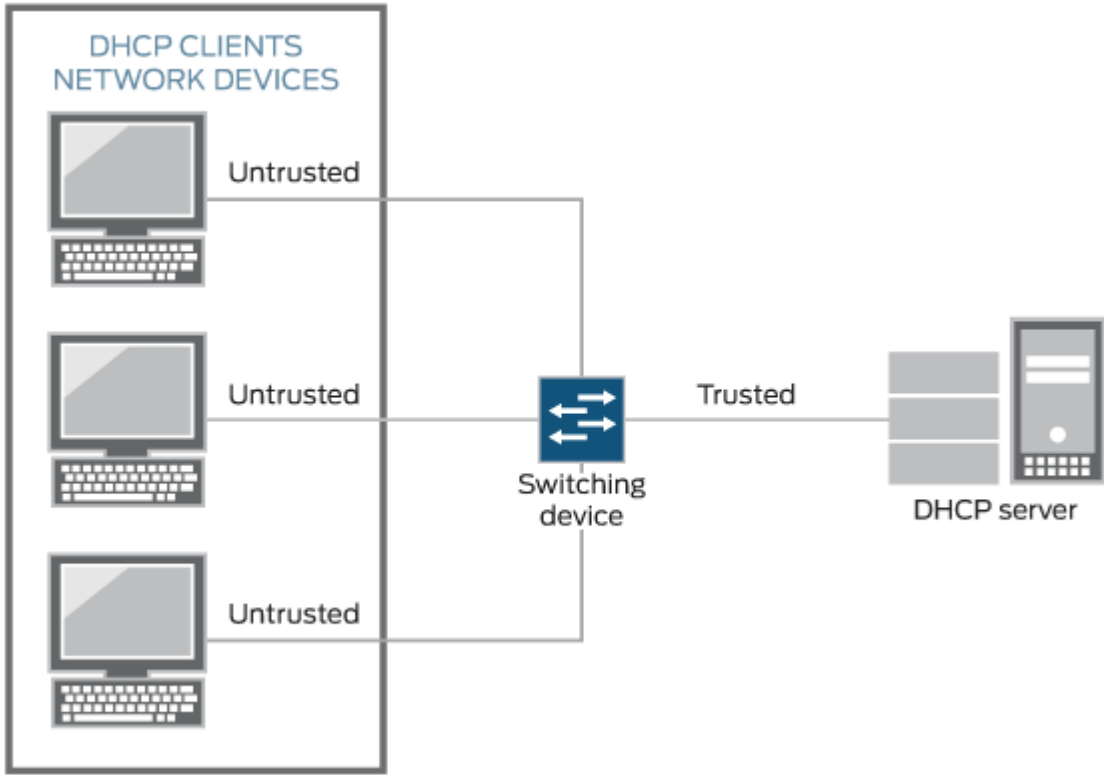 DHCP CLIENTS
NETWORK DEVICES
Untrusted
Untrusted
Trusted
Switching
device
DHCP server
Untrusted